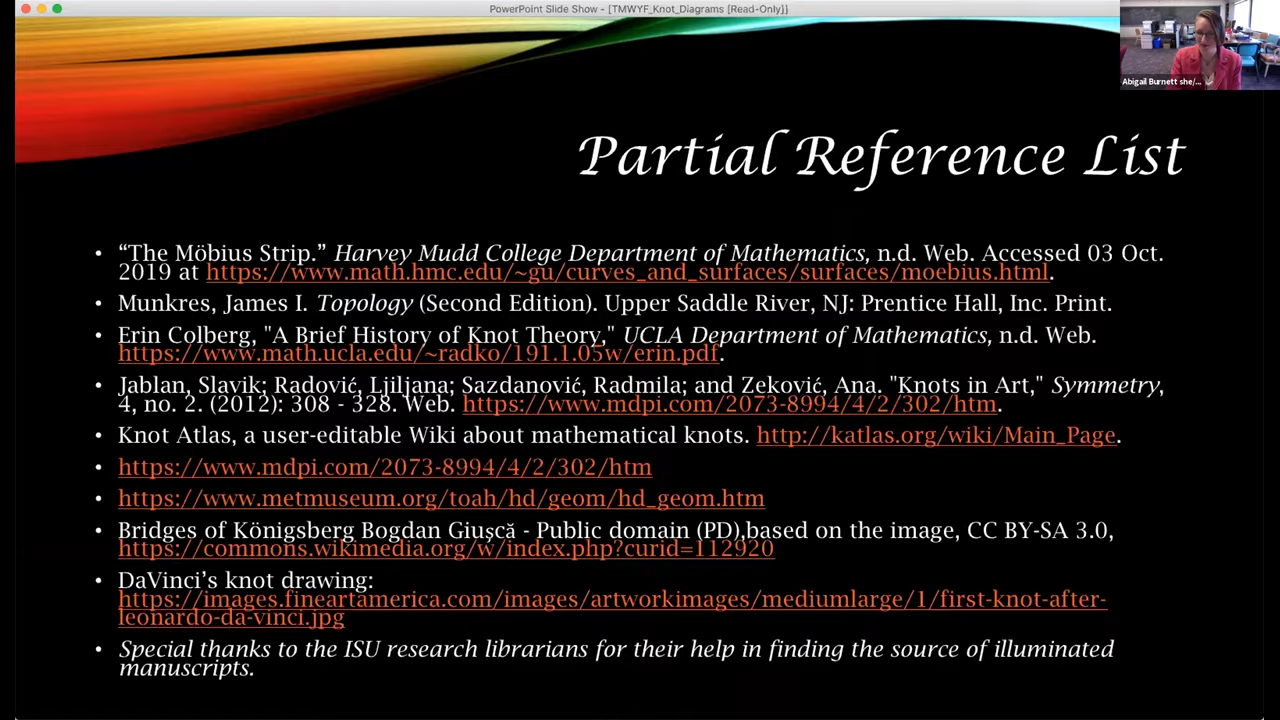 PowerPoint Slide Show - [TMWYF_Knot_Diagrams [Read-Only]]
Abigail Burnett she/...
Partial Reference List
• “The Möbius Strip.” Harvey Mudd College Department of Mathematics, n.d. Web. Accessed 03 Oct.
2019 at https://www.math.hmc.edu/~gu/curves_and_surfaces/surfaces/moebius.html.
• Munkres, James I. Topology (Second Edition). Upper Saddle River, NJ: Prentice Hall, Inc. Print.
• Erin Colberg, "A Brief History of Knot Theory," UCLA Department of Mathematics, n.d. Web.
https://www.math.ucla.edu/~radko/191.1.05w/erin.pdf.
• Jablan, Slavik; Radović, Ljiljana; Sazdanović, Radmila; and Zeković, Ana. "Knots in Art," Symmetry,
4, no. 2. (2012): 308 - 328. Web. https://www.mdpi.com/2073-8994/4/2/302/htm.
• Knot Atlas, a user-editable Wiki about mathematical knots. http://katlas.org/wiki/Main_Page.
• https://www.mdpi.com/2073-8994/4/2/302/htm
• https://www.metmuseum.org/toah/hd/geom/hd_geom.htm
• Bridges of Königsberg Bogdan Giuşcă - Public domain (PD),based on the image, CC BY-SA 3.0,
https://commons.wikimedia.org/w/index.php?curid=112920
• DaVinci’s knot drawing:
https://images.fineartamerica.com/images/artworkimages/mediumlarge/1/first-knot-after-
leonardo-da-vinci.jpg
• Special thanks to the ISU research librarians for their help in finding the source of illuminated
manuscripts.